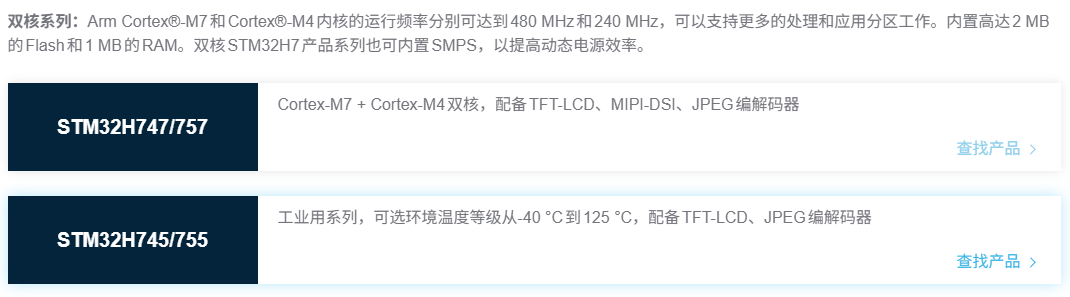 双核系列：Arm Cortex®-M7 和 Cortex®-M4 内核的运行频率分别可达到 480 MHz 和 240 MHz，可以支持更多的处理和应用分区工作。内置高达 2 MB
的 Flash 和 1 MB 的 RAM。双核 STM32H7 产品系列也可内置 SMPS，以提高动态电源效率。
STM32H747/757
Cortex-M7 + Cortex-M4 双核，配备 TFT-LCD、MIPI-DSI、JPEG 编解码器
查找产品 >
STM32H745/755
工业用系列，可选环境温度等级从-40 °C 到 125 °C，配备 TFT-LCD、JPEG 编解码器
查找产品 >